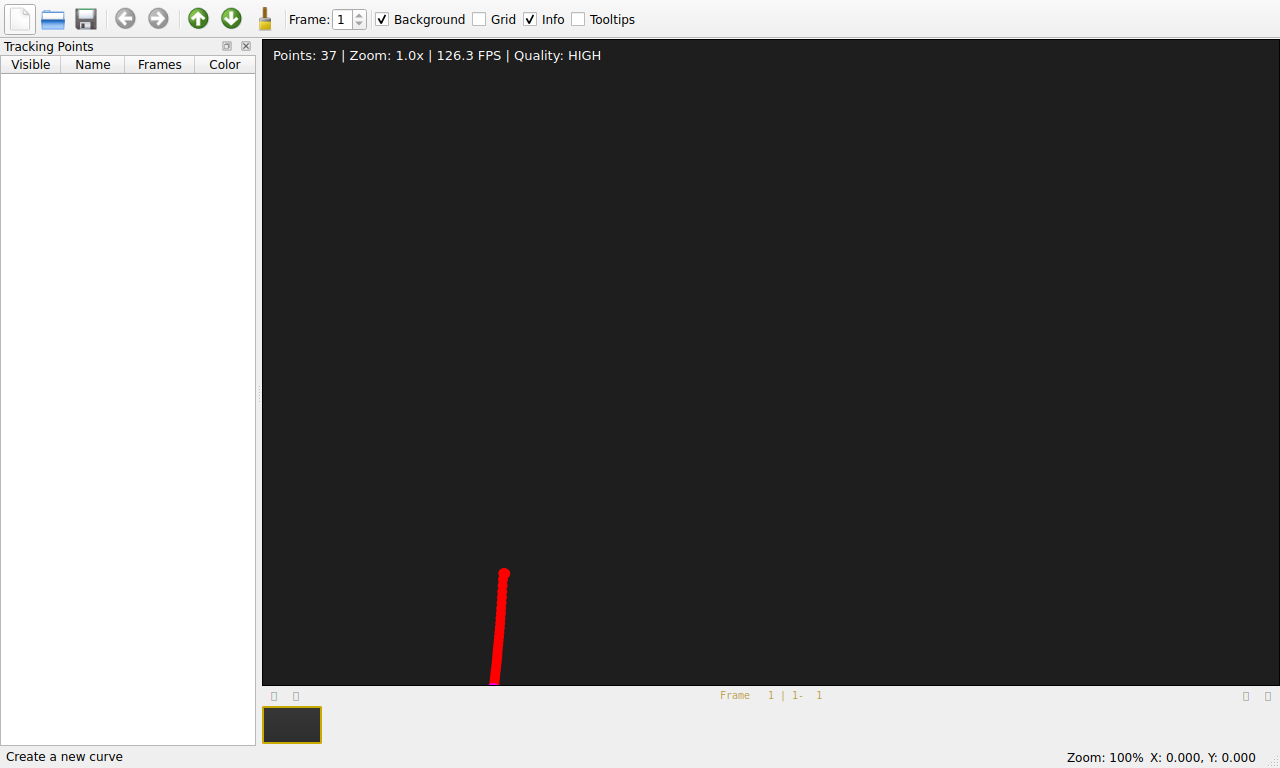 Frame: 1 Background Grid Info Tooltips
Tracking Points
Visible Name Frames Color
Points: 37 | Zoom: 1.0x | 126.3 FPS | Quality: HIGH
Frame 1 | 1- 1
Create a new curve
Zoom: 100% X: 0.000, Y: 0.000